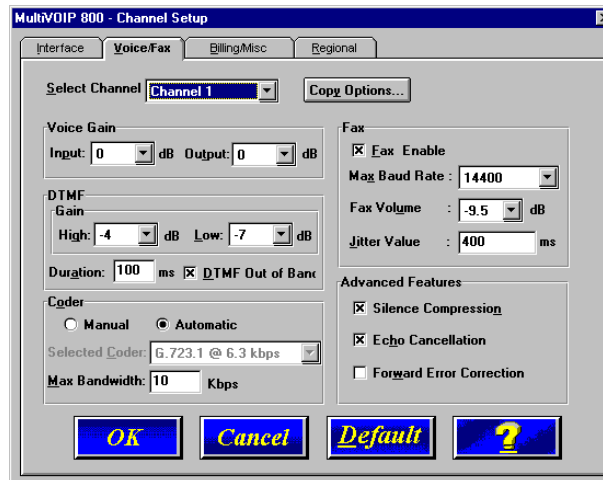 MultiVOIP 800 - Channel Setup
Interface
Voice/Fax
Billing/Misc
Regional
Select Channel Channel 1 Copy Options...
Voice Gain
Input: 0 dB Output: 0 dB
DTMF
Gain
High: -4 dB Low: -7 dB
Duration: 100 ms DTMF Out of Banc
Coder
Manual Automatic
Selected Coder: G.723.1 @ 6.3 kbps
Max Bandwidth: 10 Kbps
Fax
Fax Enable
Max Baud Rate : 14400
Fax Volume : -9.5 dB
Jitter Value : 400 ms
Advanced Features
Silence Compression
Echo Cancellation
Forward Error Correction
OK Cancel Default ?